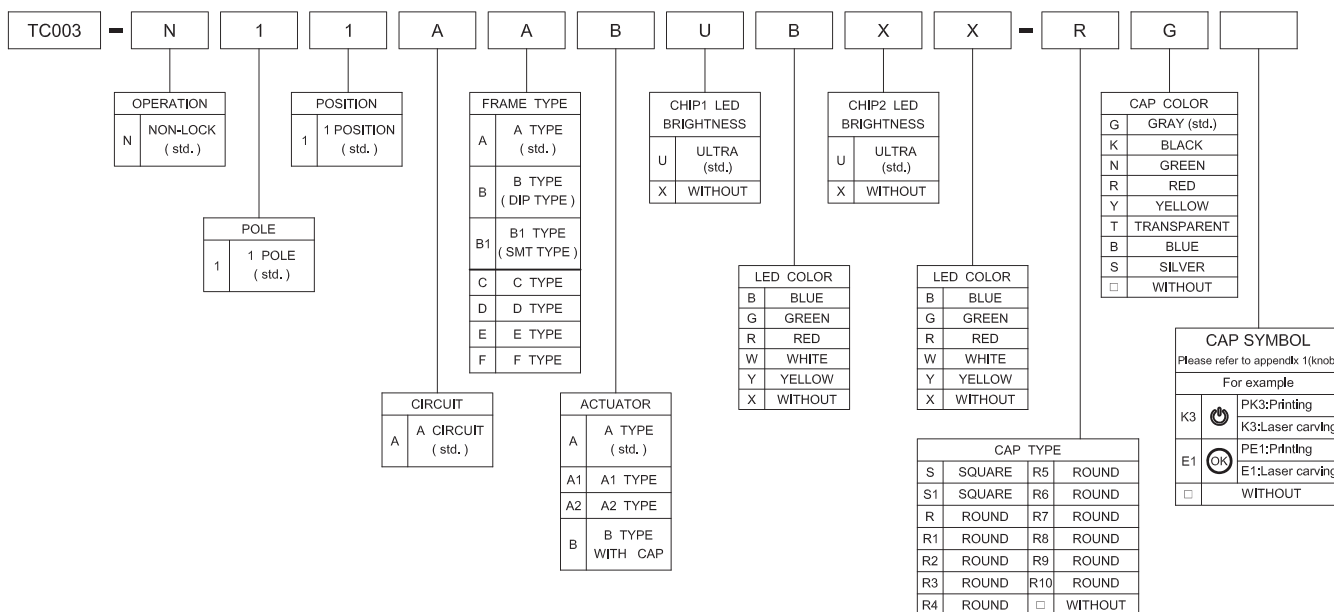 TC003 - N 1 1 A A B U B X X - R G
OPERATION
N NON-LOCK
( std. )
POLE
1 1 POLE
( std. )
POSITION
1 1 POSITION
( std. )
CIRCUIT
A A CIRCUIT
( std. )
FRAME TYPE
A A TYPE
( std. )
B B TYPE
( DIP TYPE )
B1 B1 TYPE
( SMT TYPE )
C C TYPE
D D TYPE
E E TYPE
F F TYPE
ACTUATOR
A A TYPE
( std. )
A1 A1 TYPE
A2 A2 TYPE
B B TYPE
WITH CAP
CHIP1 LED
BRIGHTNESS
U ULTRA
(std.)
X WITHOUT
LED COLOR
B BLUE
G GREEN
R RED
W WHITE
Y YELLOW
X WITHOUT
CHIP2 LED
BRIGHTNESS
U ULTRA
(std.)
X WITHOUT
LED COLOR
B BLUE
G GREEN
R RED
W WHITE
Y YELLOW
X WITHOUT
CAP TYPE
S SQUARE R5 ROUND
S1 SQUARE R6 ROUND
R ROUND R7 ROUND
R1 ROUND R8 ROUND
R2 ROUND R9 ROUND
R3 ROUND R10 ROUND
R4 ROUND □ WITHOUT
CAP COLOR
G GRAY (std.)
K BLACK
N GREEN
R RED
Y YELLOW
T TRANSPARENT
B BLUE
S SILVER
□ WITHOUT
CAP SYMBOL
Please refer to appendix 1(knob
For example
K3 PK3:Printing
K3:Laser carving
E1 OK PE1:Printing
E1:Laser carving
□ WITHOUT